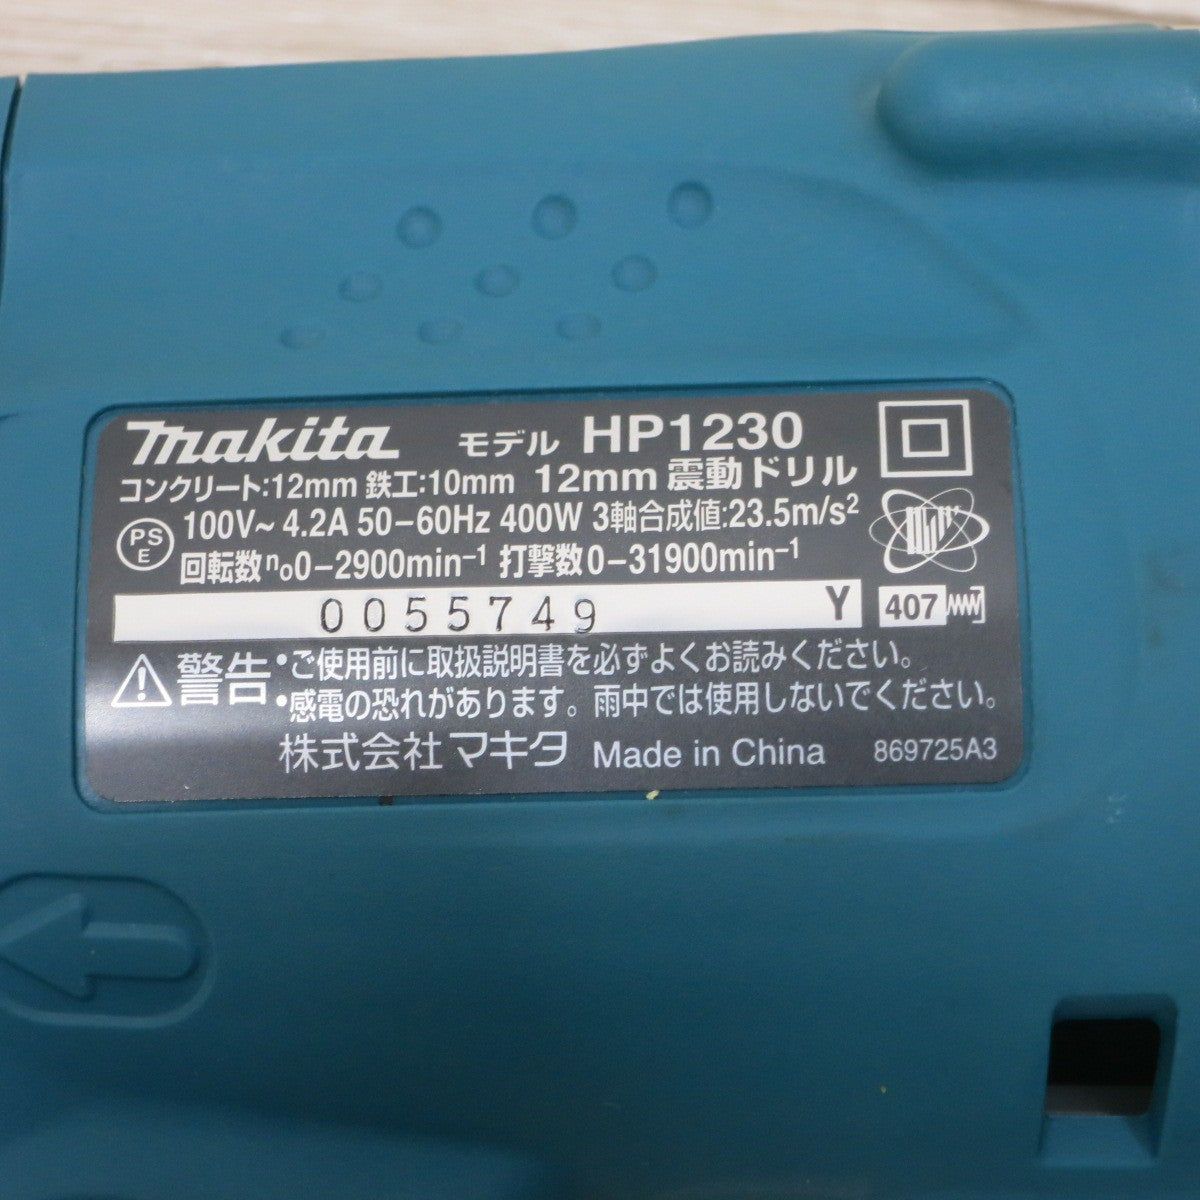 makita モデル HP1230
コンクリート:12mm 鉄工:10mm 12mm 震動ドリル
PSE 100V~ 4.2A 50-60Hz 400W 3軸合成値:23.5m/s²
回転数 n₀0-2900min⁻¹ 打撃数0-31900min⁻¹
0055749 Y 407
警告 •ご使用前に取扱説明書を必ずよくお読みください。
•感電の恐れがあります。雨中では使用しないでください。
株式会社マキタ Made in China 869725A3